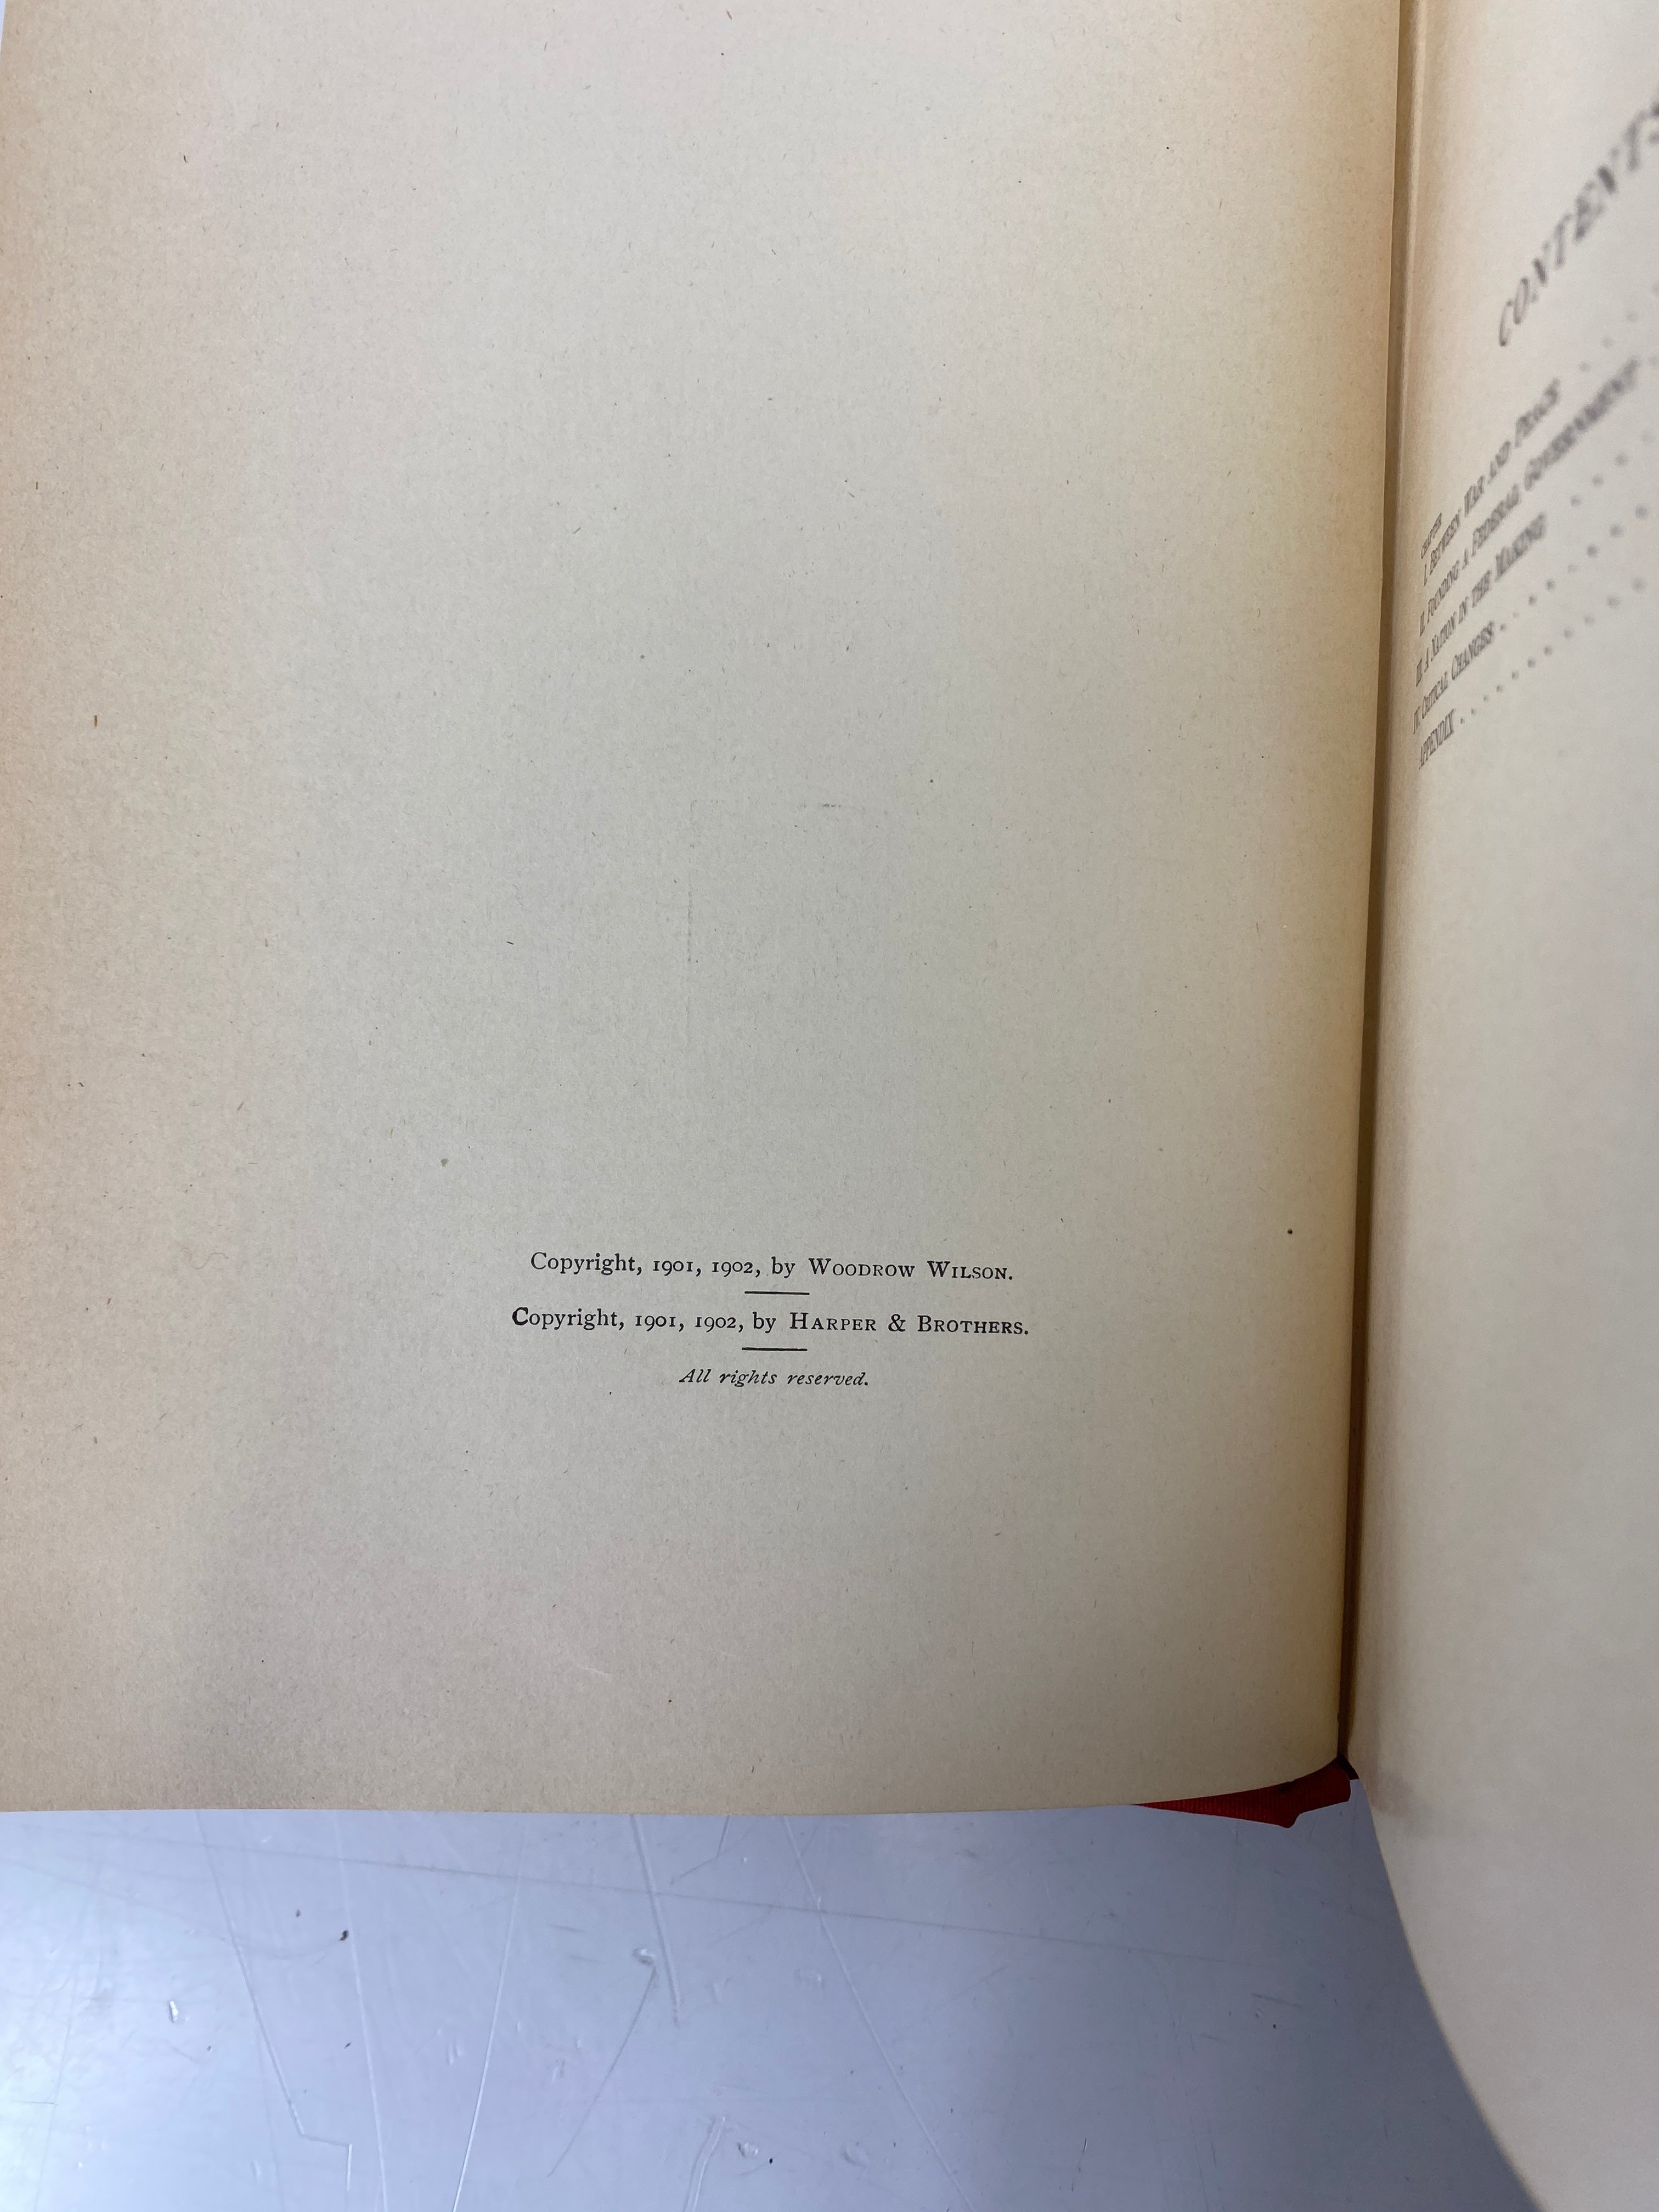 Copyright, 1901, 1902, by WOODROW WILSON.
Copyright, 1901, 1902, by HARPER & BROTHERS.
All rights reserved.
CONTENTS
CHAPTER
I. BETWEEN WAR AND PEACE
II. FOUNDING A FEDERAL GOVERNMENT
III. A NATION IN THE MAKING
IV. CRITICAL CHANGES
APPENDIX